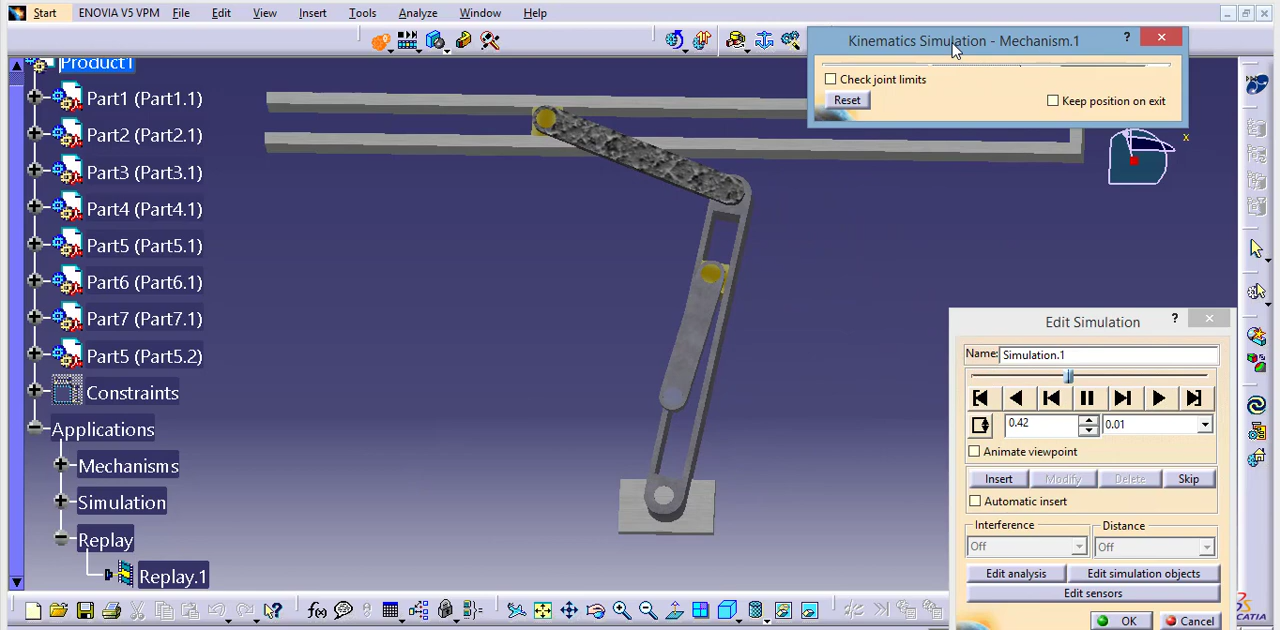 Start ENOVIA V5 VPM File Edit View Insert Tools Analyze Window Help
Kinematics Simulation - Mechanism.1 ?
Check joint limits
Reset Keep position on exit
Product1
Part1 (Part1.1)
Part2 (Part2.1)
Part3 (Part3.1)
Part4 (Part4.1)
Part5 (Part5.1)
Part6 (Part6.1)
Part7 (Part7.1)
Part5 (Part5.2)
Constraints
Applications
Mechanisms
Simulation
Replay
Replay.1
x
Edit Simulation ?
Name: Simulation.1
0.42 0.01
Animate viewpoint
Insert Modify Delete Skip
Automatic insert
Interference Distance
Off Off
Edit analysis Edit simulation objects
Edit sensors
OK Cancel
f(x)
CATIA